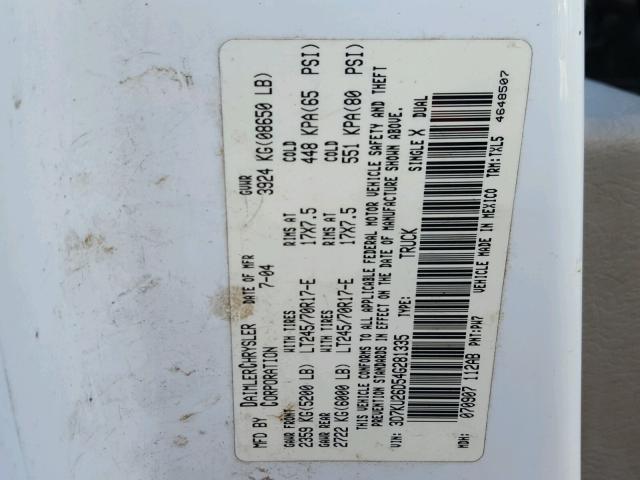 MFD BY DAIMLERCHRYSLER CORPORATION DATE OF MFR 7-04 GVWR 3924 KG(08650 LB)
GAWR FRONT WITH TIRES RIMS AT COLD
2359 KG(5200 LB) LT245/70R17-E 17X7.5 448 KPA(65 PSI)
GAWR REAR WITH TIRES RIMS AT COLD
2722 KG(6000 LB) LT245/70R17-E 17X7.5 551 KPA(80 PSI)
THIS VEHICLE CONFORMS TO ALL APPLICABLE FEDERAL MOTOR VEHICLE SAFETY AND THEFT
PREVENTION STANDARDS IN EFFECT ON THE DATE OF MANUFACTURE SHOWN ABOVE.
VIN: 3D7KU26D54G281335 TYPE: TRUCK SINGLE X DUAL
MDH: 070907 112AB PNT:PW7 VEHICLE MADE IN MEXICO TRM:TXL5
4648507